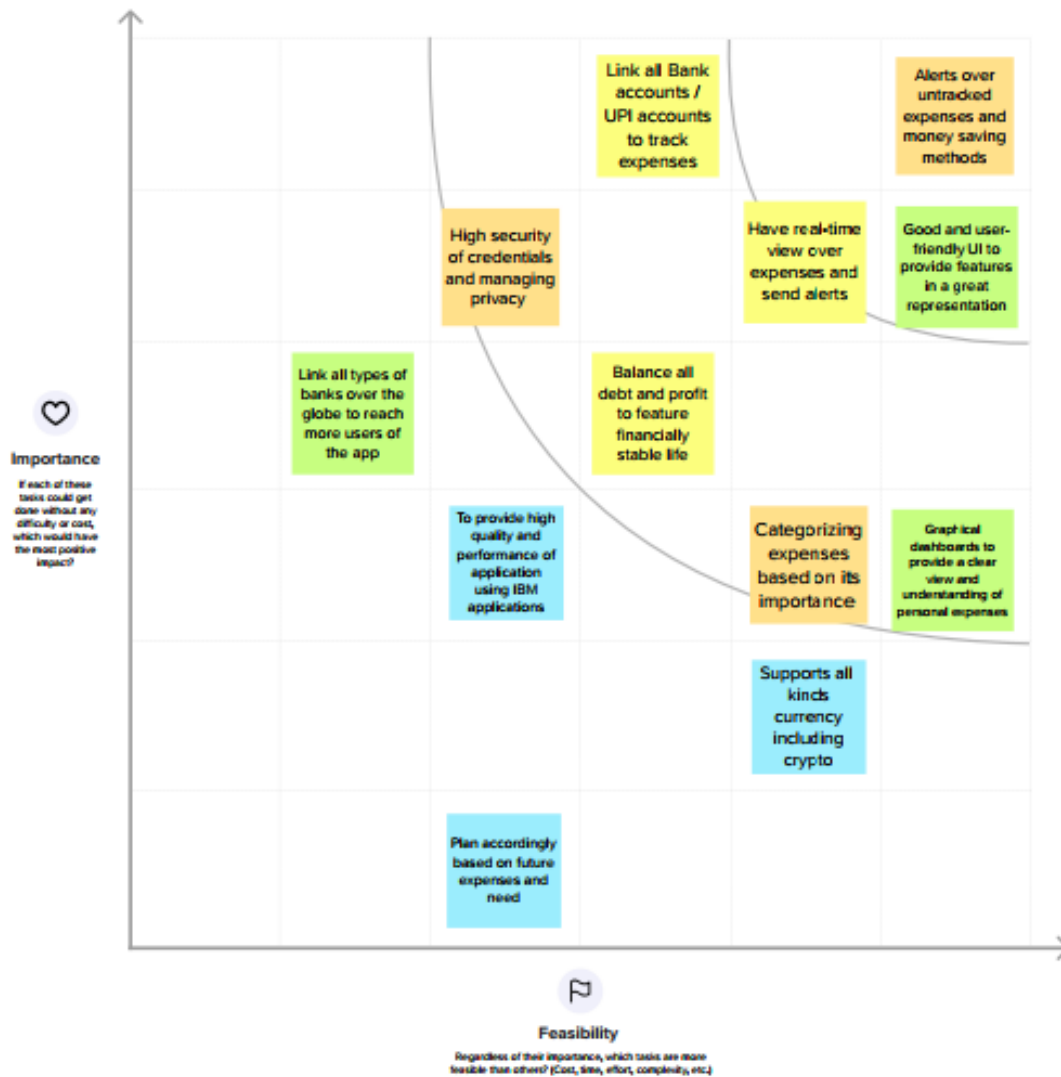 Link all Bank
accounts /
UPI accounts
to track
expenses
Alerts over
untracked
expenses and
money saving
methods
High security
of credentials
and managing
privacy
Have real-time
view over
expenses and
send alerts
Good and user-
friendly UI to
provide features
in a great
representation
Link all types of
banks over the
globe to reach
more users of
the app
Balance all
debt and profit
to feature
financially
stable life
Importance
If each of these
tasks could get
done without any
difficulty or cost,
which would have
the most positive
impact?
To provide high
quality and
performance of
application
using IBM
applications
Categorizing
expenses
based on its
importance
Graphical
dashboards to
provide a clear
view and
understanding of
personal expenses
Supports all
kinds
currency
including
crypto
Plan accordingly
based on future
expenses and
need
Feasibility
Regardless of their importance, which tasks are more
feasible than others? (Cost, time, effort, complexity, etc.)